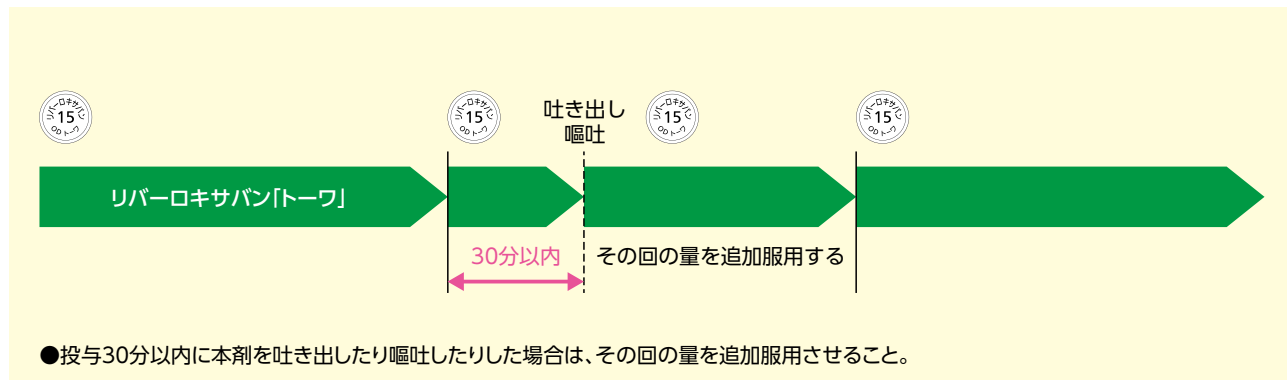 リバーロキサバン
15
OD トーワ
リバーロキサバン
15
OD トーワ
吐き出し
嘔吐
リバーロキサバン
15
OD トーワ
リバーロキサバン
15
OD トーワ
リバーロキサバン「トーワ」
30分以内
その回の量を追加服用する
●投与30分以内に本剤を吐き出したり嘔吐したりした場合は、その回の量を追加服用させること。